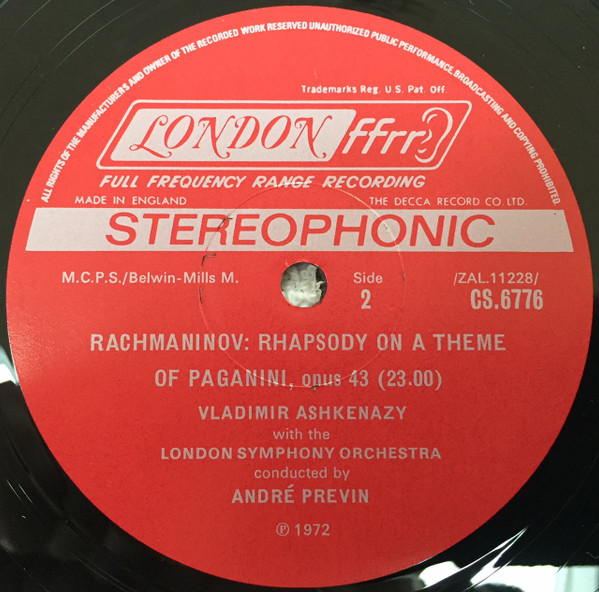 ALL RIGHTS OF THE MANUFACTURERS AND OWNER OF THE RECORDED WORK RESERVED UNAUTHORIZED PUBLIC PERFORMANCE BROADCASTING AND COPYING PROHIBITED
Trademarks Reg. U.S. Pat. Off.
LONDON ffrr
FULL FREQUENCY RANGE RECORDING
MADE IN ENGLAND THE DECCA RECORD CO LTD.
STEREOPHONIC
M.C.P.S./Belwin-Mills M. Side /ZAL.11228/
2 CS.6776
RACHMANINOV: RHAPSODY ON A THEME
OF PAGANINI, opus 43 (23.00)
VLADIMIR ASHKENAZY
with the
LONDON SYMPHONY ORCHESTRA
conducted by
ANDRÉ PREVIN
℗ 1972